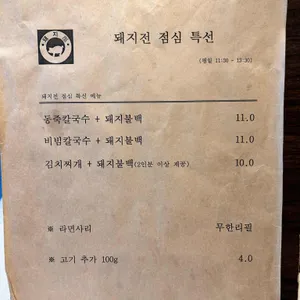 돼지전 점심 특선
(평일 11:30 - 13:30)
돼지전 점심 특선 메뉴
동죽칼국수 + 돼지불백 11.0
비빔칼국수 + 돼지불백 11.0
김치찌개 + 돼지불백(2인분 이상 제공) 10.0
※ 라면사리 무한리필
※ 고기 추가 100g 4.0